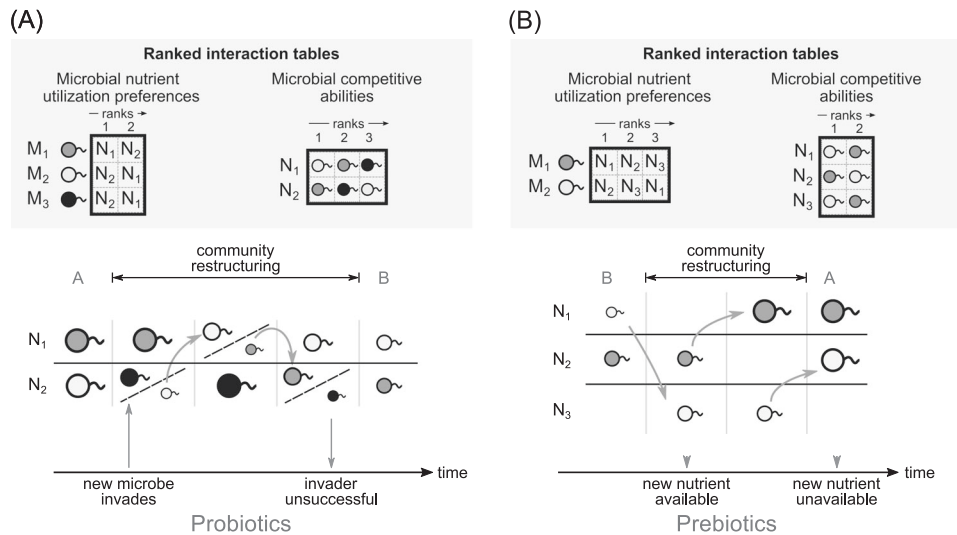 (A)
Ranked interaction tables
Microbial nutrient
utilization preferences
ranks
1 2
M1 N1 N2
M2 N2 N1
M3 N2 N1
Microbial competitive
abilities
ranks
1 2 3
N1
N2
A
community
restructuring
B
N1
N2
time
new microbe
invades
invader
unsuccessful
Probiotics
(B)
Ranked interaction tables
Microbial nutrient
utilization preferences
ranks
1 2 3
M1 N1 N2 N3
M2 N2 N3 N1
Microbial competitive
abilities
ranks
1 2
N1
N2
N3
B
community
restructuring
A
N1
N2
N3
time
new nutrient
available
new nutrient
unavailable
Prebiotics